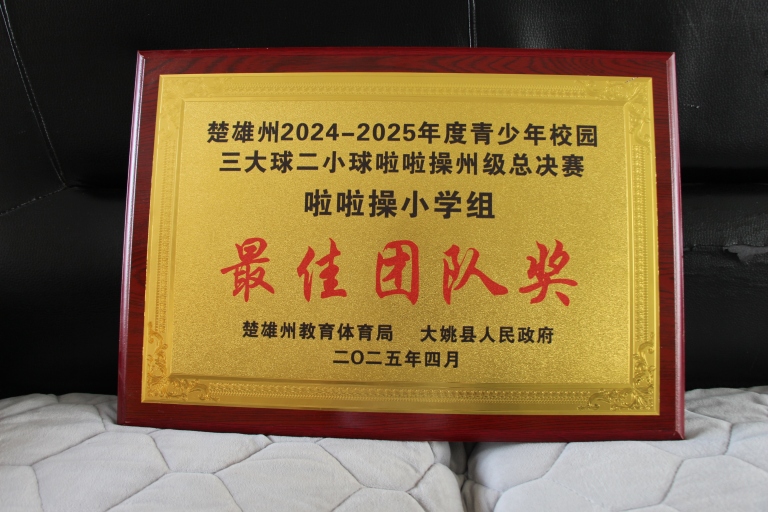 楚雄州2024-2025年度青少年校园
三大球二小球啦啦操州级总决赛
啦啦操小学组
最佳团队奖
楚雄州教育体育局 大姚县人民政府
二〇二五年四月